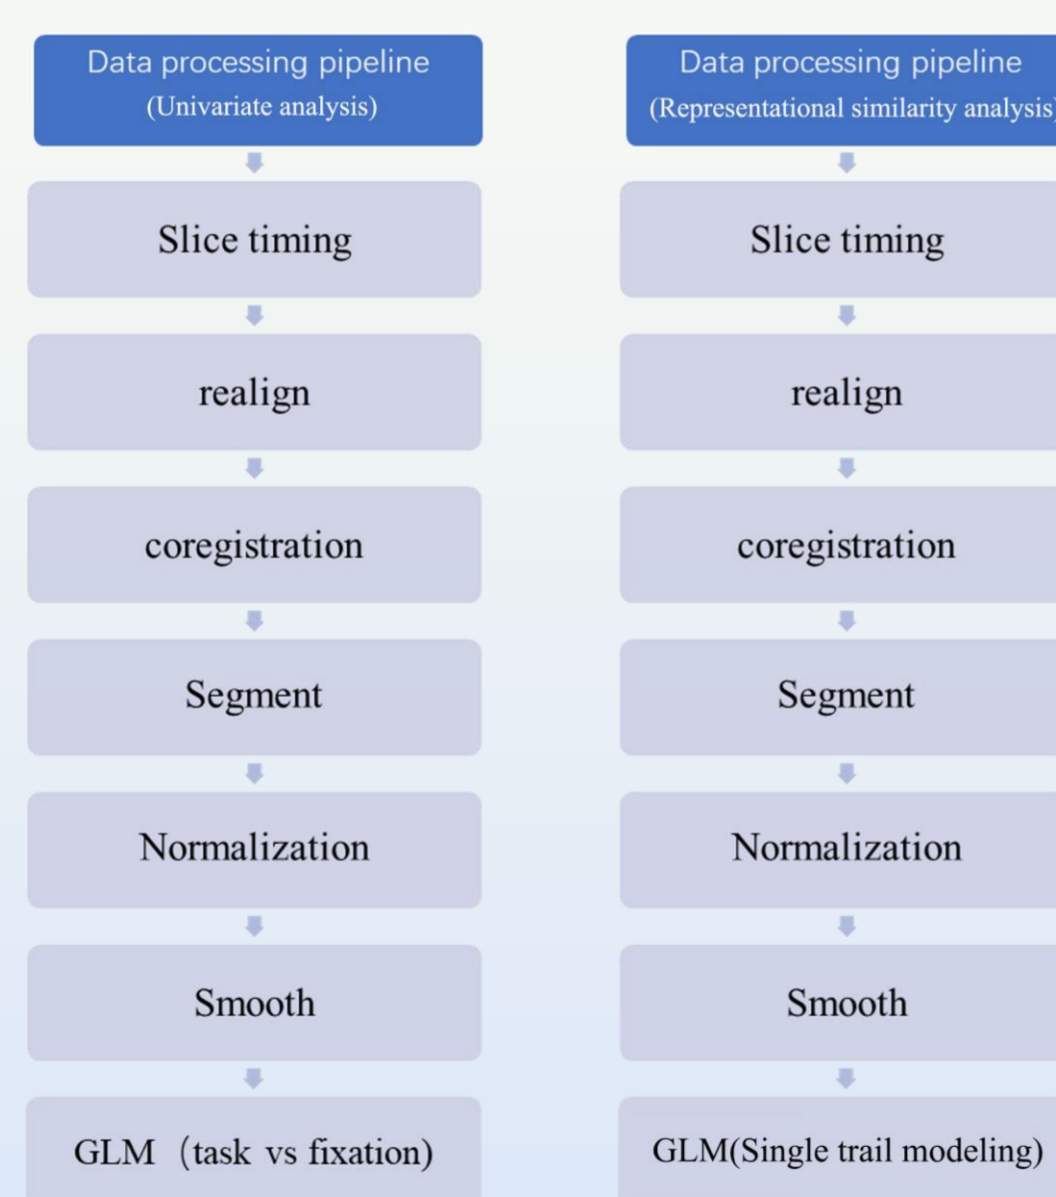 Data processing pipeline
(Univariate analysis)
Slice timing
realign
coregistration
Segment
Normalization
Smooth
GLM（task vs fixation)
Data processing pipeline
(Representational similarity analysis)
Slice timing
realign
coregistration
Segment
Normalization
Smooth
GLM(Single trail modeling)